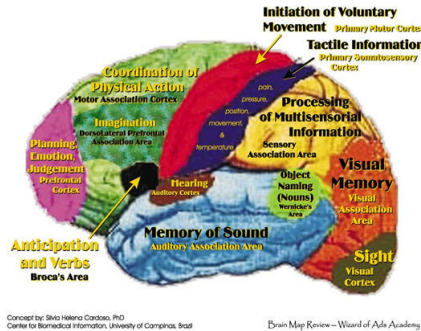 Initiation of Voluntary
Movement Primary Motor Cortex
Tactile Information
Primary Somatosensory
Cortex
Coordination of
Physical Action
Motor Association Cortex
pain,
pressure,
position,
movement,
&
temperature
Processing
of Multisensorial
Information
Sensory
Association Area
Imagination
Dorsolateral Prefrontal
Association Area
Planning,
Emotion,
Judgement
Prefrontal
Cortex
Hearing
Auditory Cortex
Object
Naming
(Nouns)
Wernicke's
Area
Visual
Memory
Visual
Association
Area
Anticipation
and Verbs
Broca's Area
Memory of Sound
Auditory Association Area
Sight
Visual
Cortex
Concept by: Silvia Helena Cardoso, PhD
Center for Biomedical Information, University of Campinas, Brazil
Brain Map Review -- Wizard of Ads Academy